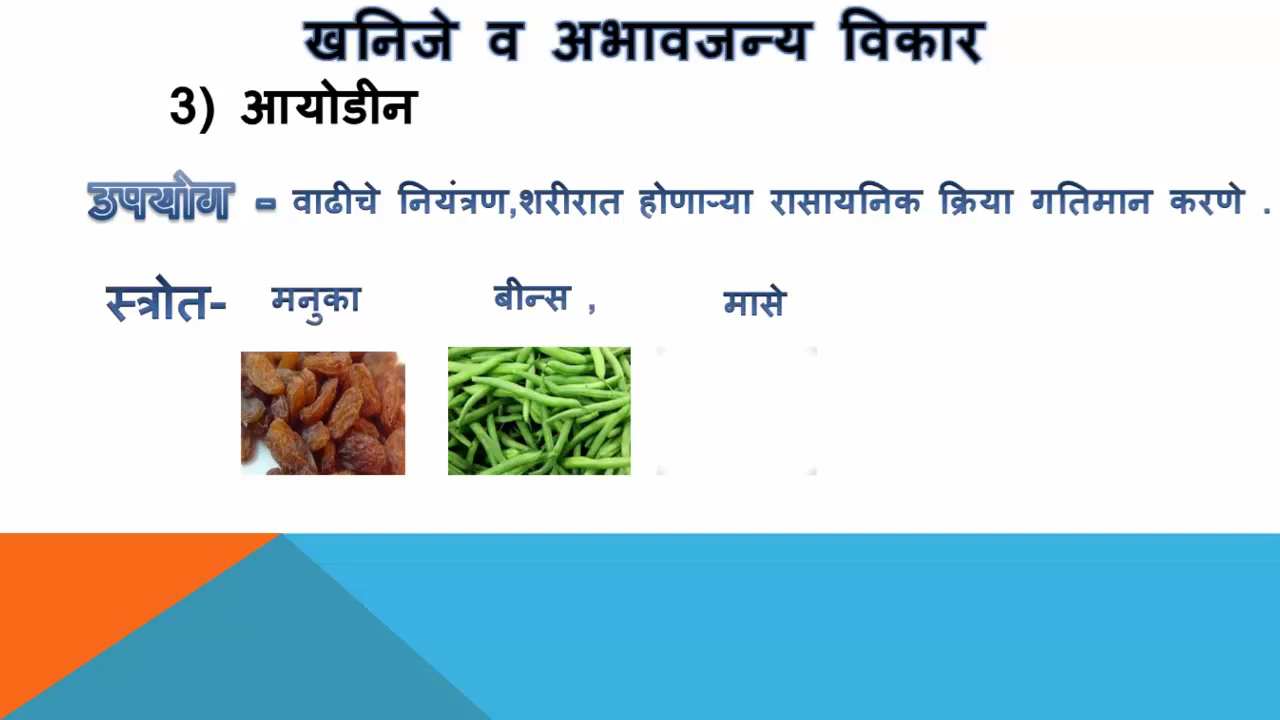 खनिजे व अभावजन्य विकार
3) आयोडीन
उपयोग - वाढीचे नियंत्रण,शरीरात होणाऱ्या रासायनिक क्रिया गतिमान करणे .
स्त्रोत- मनुका बीन्स , मासे